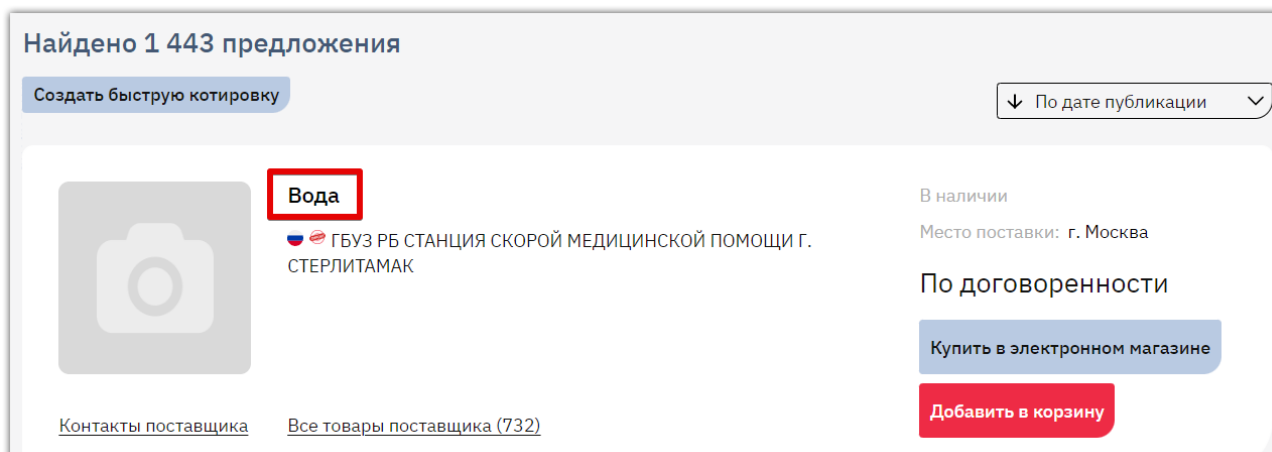 Найдено 1 443 предложения
Создать быструю котировку
По дате публикации
Вода
ГБУЗ РБ СТАНЦИЯ СКОРОЙ МЕДИЦИНСКОЙ ПОМОЩИ Г.
СТЕРЛИТАМАК
В наличии
Место поставки: г. Москва
По договоренности
Купить в электронном магазине
Добавить в корзину
Контакты поставщика
Все товары поставщика (732)